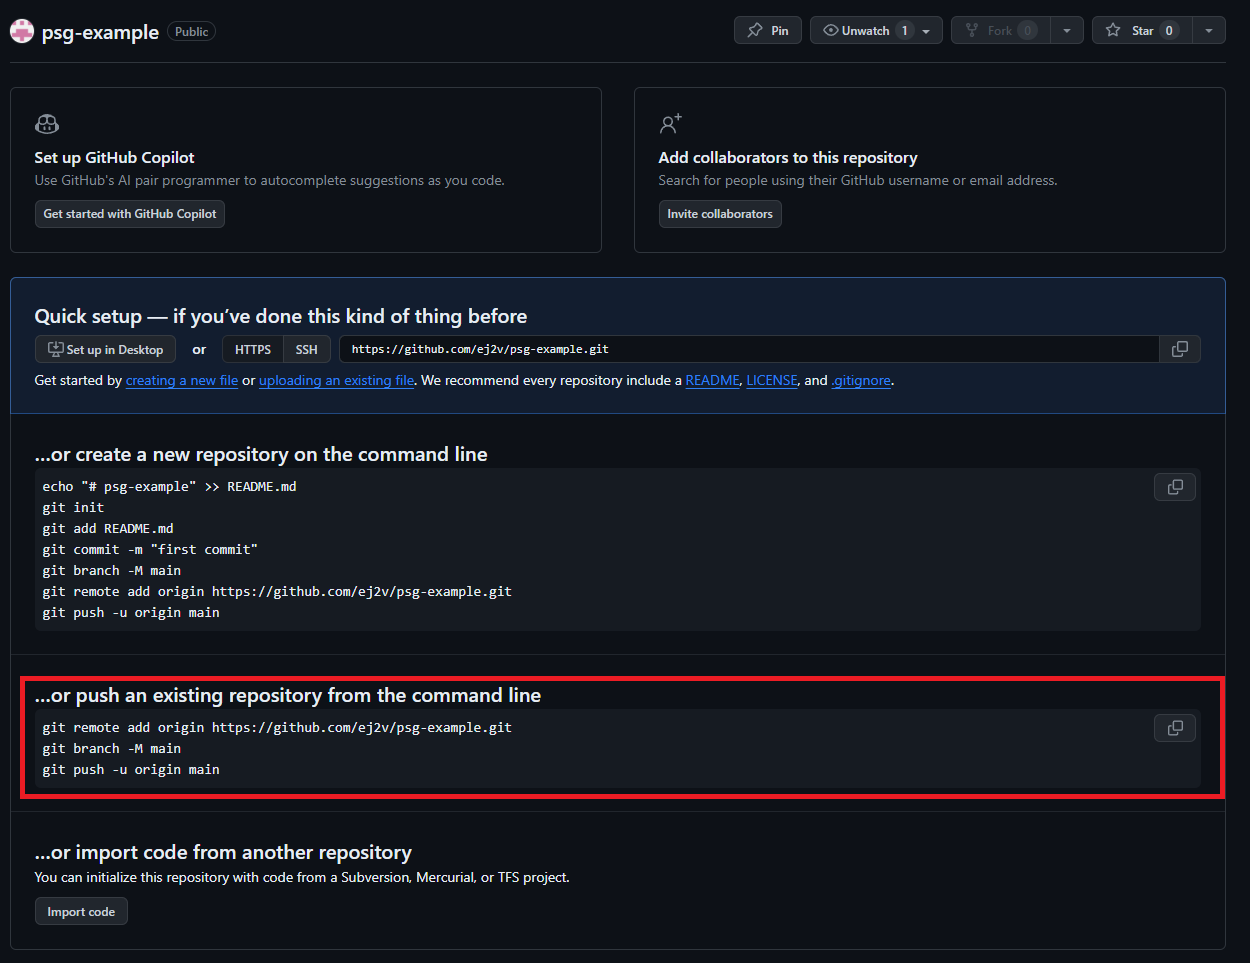 psg-example Public Pin Unwatch 1 Fork 0 Star 0
Set up GitHub Copilot
Use GitHub's AI pair programmer to autocomplete suggestions as you code.
Get started with GitHub Copilot
Add collaborators to this repository
Search for people using their GitHub username or email address.
Invite collaborators
Quick setup — if you’ve done this kind of thing before
Set up in Desktop or HTTPS SSH https://github.com/ej2v/psg-example.git
Get started by creating a new file or uploading an existing file. We recommend every repository include a README, LICENSE, and .gitignore.
…or create a new repository on the command line
echo "# psg-example" >> README.md
git init
git add README.md
git commit -m "first commit"
git branch -M main
git remote add origin https://github.com/ej2v/psg-example.git
git push -u origin main
…or push an existing repository from the command line
git remote add origin https://github.com/ej2v/psg-example.git
git branch -M main
git push -u origin main
…or import code from another repository
You can initialize this repository with code from a Subversion, Mercurial, or TFS project.
Import code